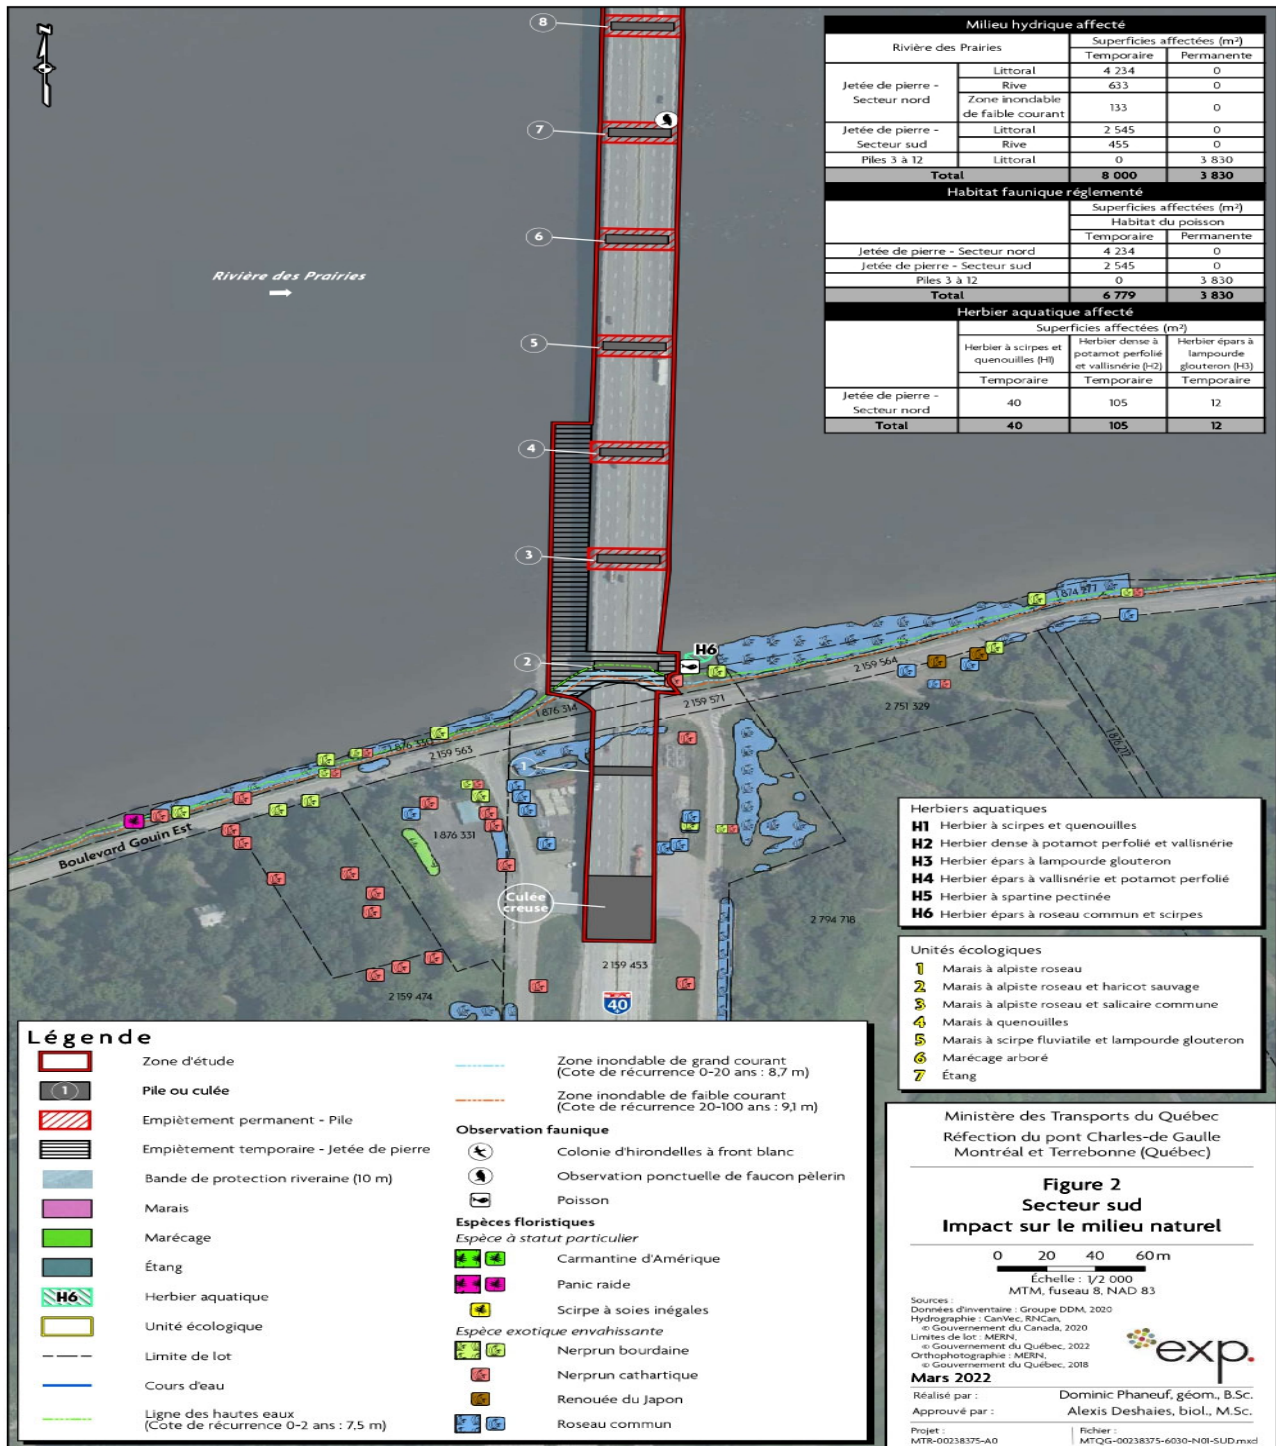 N
8
7
6
5
4
3
2
1
Rivière des Prairies
H6
1 874 277
2 159 564
2 159 571
2 751 329
1 876 314
1 876 330
2 159 563
1 876 331
Boulevard Gouin Est
Culée
creuse
2 794 718
2 159 453
2 159 474
40
Milieu hydrique affecté
Rivière des Prairies
Superficies affectées (m²)
Temporaire Permanente
Jetée de pierre -
Secteur nord
Littoral 4 234 0
Rive 633 0
Zone inondable
de faible courant 133 0
Jetée de pierre -
Secteur sud
Littoral 2 545 0
Rive 455 0
Piles 3 à 12 Littoral 0 3 830
Total 8 000 3 830
Habitat faunique réglementé
Superficies affectées (m²)
Habitat du poisson
Temporaire Permanente
Jetée de pierre - Secteur nord 4 234 0
Jetée de pierre - Secteur sud 2 545 0
Piles 3 à 12 0 3 830
Total 6 779 3 830
Herbier aquatique affecté
Superficies affectées (m²)
Herbier à scirpes et
quenouilles (H1)
Herbier dense à
potamot perfolié
et vallisnérie (H2)
Herbier épars à
lampourde
glouteron (H3)
Temporaire Temporaire Temporaire
Jetée de pierre -
Secteur nord 40 105 12
Total 40 105 12
Herbiers aquatiques
H1 Herbier à scirpes et quenouilles
H2 Herbier dense à potamot perfolié et vallisnérie
H3 Herbier épars à lampourde glouteron
H4 Herbier épars à vallisnérie et potamot perfolié
H5 Herbier à spartine pectinée
H6 Herbier épars à roseau commun et scirpes
Unités écologiques
1 Marais à alpiste roseau
2 Marais à alpiste roseau et haricot sauvage
3 Marais à alpiste roseau et salicaire commune
4 Marais à quenouilles
5 Marais à scirpe fluviatile et lampourde glouteron
6 Marécage arboré
7 Étang
Légende
Zone d'étude
1 Pile ou culée
Empiètement permanent - Pile
Empiètement temporaire - Jetée de pierre
Bande de protection riveraine (10 m)
Marais
Marécage
Étang
H6 Herbier aquatique
Unité écologique
Limite de lot
Cours d'eau
Ligne des hautes eaux
(Cote de récurrence 0-2 ans : 7,5 m)
Zone inondable de grand courant
(Cote de récurrence 0-20 ans : 8,7 m)
Zone inondable de faible courant
(Cote de récurrence 20-100 ans : 9,1 m)
Observation faunique
Colonie d'hirondelles à front blanc
Observation ponctuelle de faucon pèlerin
Poisson
Espèces floristiques
Espèce à statut particulier
Carmantine d'Amérique
Panic raide
Scirpe à soies inégales
Espèce exotique envahissante
Nerprun bourdaine
Nerprun cathartique
Renouée du Japon
Roseau commun
Ministère des Transports du Québec
Réfection du pont Charles-de Gaulle
Montréal et Terrebonne (Québec)
Figure 2
Secteur sud
Impact sur le milieu naturel
0 20 40 60 m
Échelle : 1/2 000
MTM, fuseau 8, NAD 83
Sources :
Données d'inventaire : Groupe DDM, 2020
Hydrographie : CanVec, RNCan,
© Gouvernement du Canada, 2020
Limites de lot : MERN,
© Gouvernement du Québec, 2022
Orthophotographie : MERN,
© Gouvernement du Québec, 2018
exp.
Mars 2022
Réalisé par : Dominic Phaneuf, géom., B.Sc.
Approuvé par : Alexis Deshaies, biol., M.Sc.
Projet :
MTR-00238375-A0
Fichier :
MTQG-00238375-6030-N01-SUD.mxd